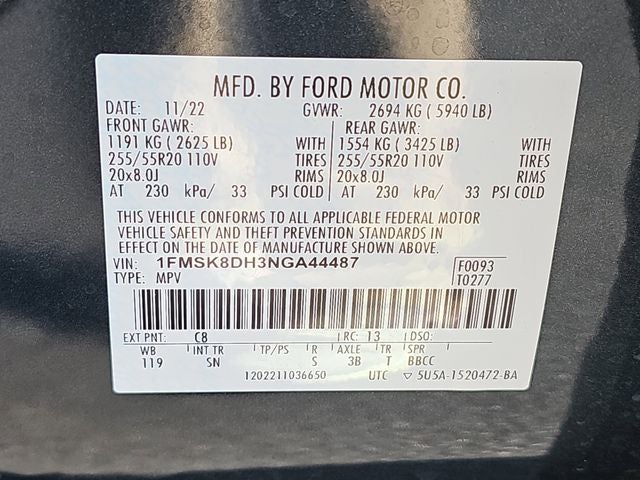 MFD. BY FORD MOTOR CO.
DATE: 11/22 GVWR: 2694 KG ( 5940 LB)
FRONT GAWR: REAR GAWR:
1191 KG ( 2625 LB) WITH 1554 KG ( 3425 LB) WITH
255/55R20 110V TIRES 255/55R20 110V TIRES
20x8.0J RIMS 20x8.0J RIMS
AT 230 kPa/ 33 PSI COLD AT 230 kPa/ 33 PSI COLD
THIS VEHICLE CONFORMS TO ALL APPLICABLE FEDERAL MOTOR
VEHICLE SAFETY AND THEFT PREVENTION STANDARDS IN
EFFECT ON THE DATE OF MANUFACTURE SHOWN ABOVE.
VIN: 1FMSK8DH3NGA44487 F0093
TYPE: MPV T0277
EXT PNT: C8 RC: 13 DSO:
WB INT TR TP/PS R AXLE TR SPR
119 SN S 3B T BBCC
1202211036650 UTC ▽ 5U5A-1520472-BA